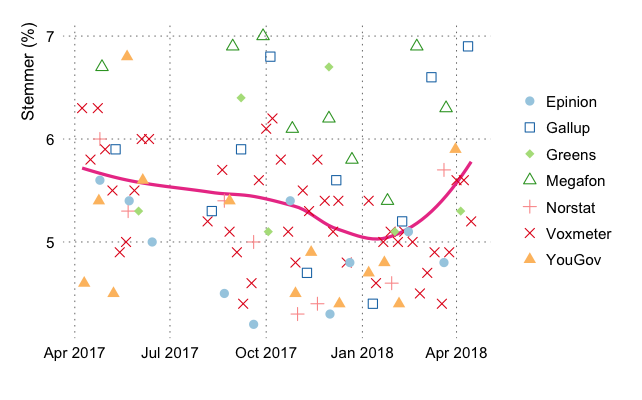 Stemmer (%)
7
6
5
Apr 2017
Jul 2017
Oct 2017
Jan 2018
Apr 2018
Epinion
Gallup
Greens
Megafon
Norstat
Voxmeter
YouGov